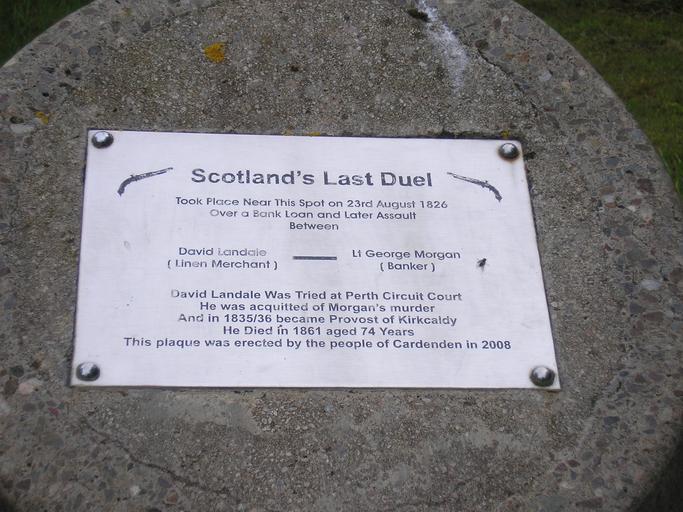 Scotland's Last Duel
Took Place Near This Spot on 23rd August 1826
Over a Bank Loan and Later Assault
Between
David Landale — Lt George Morgan
( Linen Merchant ) ( Banker )
David Landale Was Tried at Perth Circuit Court
He was acquitted of Morgan's murder
And in 1835/36 became Provost of Kirkcaldy
He Died in 1861 aged 74 Years
This plaque was erected by the people of Cardenden in 2008